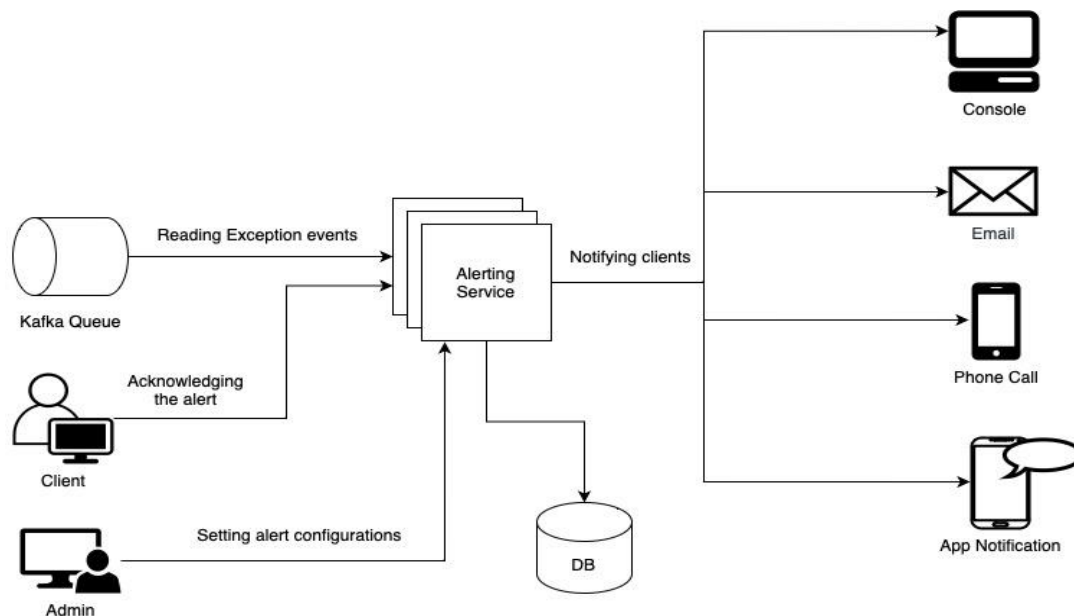 Console
Email
Reading Exception events
Notifying clients
Alerting
Service
Kafka Queue
Phone Call
Acknowledging
the alert
Client
Setting alert configurations
App Notification
DB
Admin